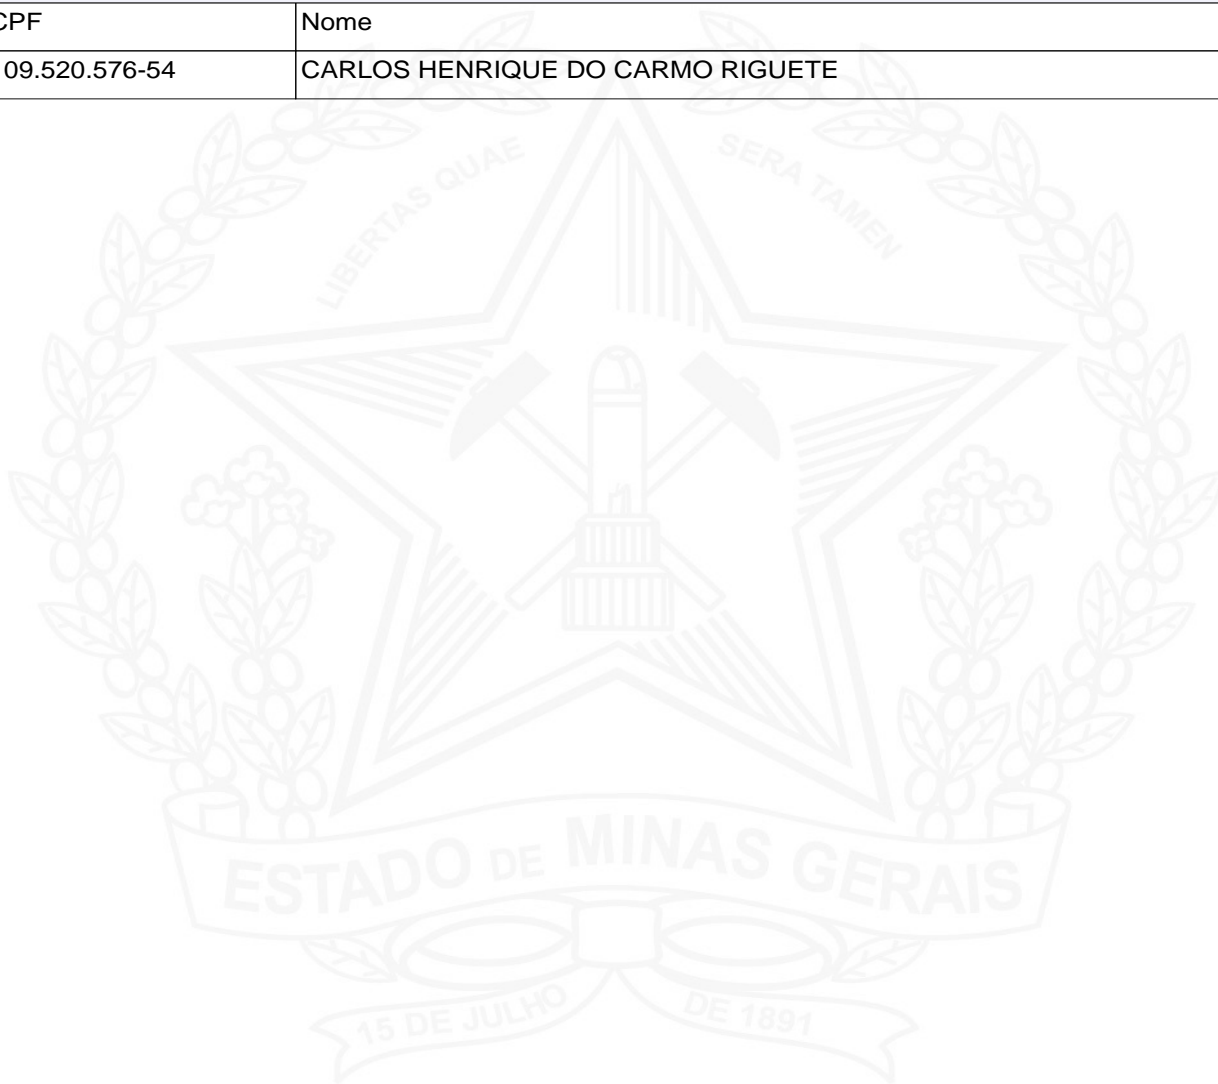 CPF Nome
09.520.576-54 CARLOS HENRIQUE DO CARMO RIGUETE
LIBERTAS QUAE SERA TAMEN
ESTADO DE MINAS GERAIS
15 DE JULHO DE 1891